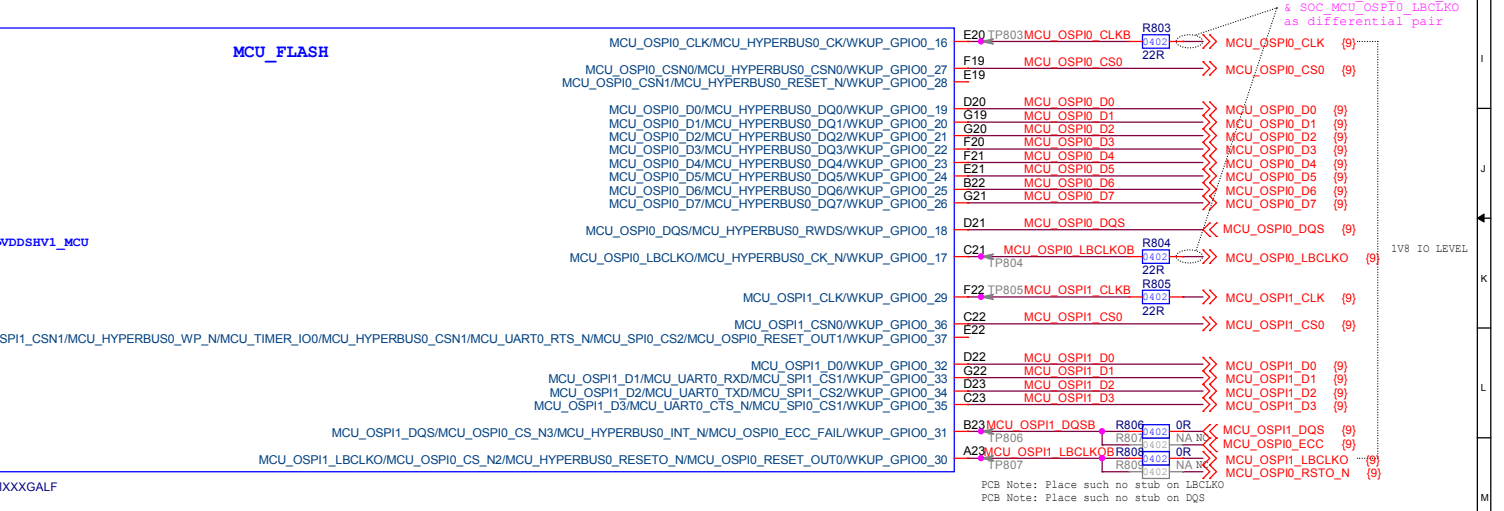 & SOC_MCU_OSPI0_LBCLKO
as differential pair
MCU_FLASH
MCU_OSPI0_CLK/MCU_HYPERBUS0_CK/WKUP_GPIO0_16 E20 TP803 MCU_OSPI0_CLKB R803 0402 22R MCU_OSPI0_CLK {9}
MCU_OSPI0_CSN0/MCU_HYPERBUS0_CSN0/WKUP_GPIO0_27 F19 MCU_OSPI0_CS0 MCU_OSPI0_CS0 {9}
MCU_OSPI0_CSN1/MCU_HYPERBUS0_RESET_N/WKUP_GPIO0_28 E19
MCU_OSPI0_D0/MCU_HYPERBUS0_DQ0/WKUP_GPIO0_19 D20 MCU_OSPI0_D0 MCU_OSPI0_D0 {9}
MCU_OSPI0_D1/MCU_HYPERBUS0_DQ1/WKUP_GPIO0_20 G19 MCU_OSPI0_D1 MCU_OSPI0_D1 {9}
MCU_OSPI0_D2/MCU_HYPERBUS0_DQ2/WKUP_GPIO0_21 G20 MCU_OSPI0_D2 MCU_OSPI0_D2 {9}
MCU_OSPI0_D3/MCU_HYPERBUS0_DQ3/WKUP_GPIO0_22 F20 MCU_OSPI0_D3 MCU_OSPI0_D3 {9}
MCU_OSPI0_D4/MCU_HYPERBUS0_DQ4/WKUP_GPIO0_23 F21 MCU_OSPI0_D4 MCU_OSPI0_D4 {9}
MCU_OSPI0_D5/MCU_HYPERBUS0_DQ5/WKUP_GPIO0_24 E21 MCU_OSPI0_D5 MCU_OSPI0_D5 {9}
MCU_OSPI0_D6/MCU_HYPERBUS0_DQ6/WKUP_GPIO0_25 B22 MCU_OSPI0_D6 MCU_OSPI0_D6 {9}
MCU_OSPI0_D7/MCU_HYPERBUS0_DQ7/WKUP_GPIO0_26 G21 MCU_OSPI0_D7 MCU_OSPI0_D7 {9}
MCU_OSPI0_DQS/MCU_HYPERBUS0_RWDS/WKUP_GPIO0_18 D21 MCU_OSPI0_DQS MCU_OSPI0_DQS {9}
VDDSHV1_MCU
1V8 IO LEVEL
MCU_OSPI0_LBCLKO/MCU_HYPERBUS0_CK_N/WKUP_GPIO0_17 C21 TP804 MCU_OSPI0_LBCLKOB R804 0402 22R MCU_OSPI0_LBCLKO {9}
MCU_OSPI1_CLK/WKUP_GPIO0_29 F22 TP805 MCU_OSPI1_CLKB R805 0402 22R MCU_OSPI1_CLK {9}
MCU_OSPI1_CSN0/WKUP_GPIO0_36 C22 MCU_OSPI1_CS0 MCU_OSPI1_CS0 {9}
SPI1_CSN1/MCU_HYPERBUS0_WP_N/MCU_TIMER_IO0/MCU_HYPERBUS0_CSN1/MCU_UART0_RTS_N/MCU_SPI0_CS2/MCU_OSPI0_RESET_OUT1/WKUP_GPIO0_37 E22
MCU_OSPI1_D0/WKUP_GPIO0_32 D22 MCU_OSPI1_D0 MCU_OSPI1_D0 {9}
MCU_OSPI1_D1/MCU_UART0_RXD/MCU_SPI1_CS1/WKUP_GPIO0_33 G22 MCU_OSPI1_D1 MCU_OSPI1_D1 {9}
MCU_OSPI1_D2/MCU_UART0_TXD/MCU_SPI1_CS2/WKUP_GPIO0_34 D23 MCU_OSPI1_D2 MCU_OSPI1_D2 {9}
MCU_OSPI1_D3/MCU_UART0_CTS_N/MCU_SPI0_CS1/WKUP_GPIO0_35 C23 MCU_OSPI1_D3 MCU_OSPI1_D3 {9}
MCU_OSPI1_DQS/MCU_OSPI0_CS_N3/MCU_HYPERBUS0_INT_N/MCU_OSPI0_ECC_FAIL/WKUP_GPIO0_31 B23 MCU_OSPI1_DQSB R806 0402 0R MCU_OSPI1_DQS {9}
TP806 R807 0402 NA MCU_OSPI0_ECC {9}
MCU_OSPI1_LBCLKO/MCU_OSPI0_CS_N2/MCU_HYPERBUS0_RESETO_N/MCU_OSPI0_RESET_OUT0/WKUP_GPIO0_30 A23 MCU_OSPI1_LBCLKOB R808 0402 0R MCU_OSPI1_LBCLKO {9}
TP807 R809 0402 NA MCU_OSPI0_RSTO_N {9}
PCB Note: Place such no stub on LBCLKO
PCB Note: Place such no stub on DQS
XXXGALF
I
J
K
L
M